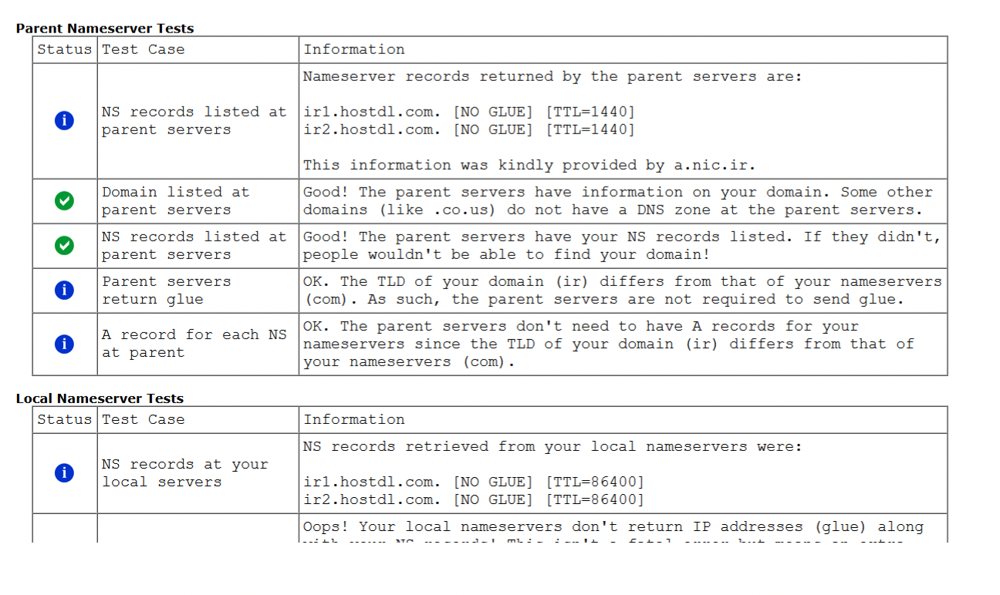 Parent Nameserver Tests
Status Test Case Information
Nameserver records returned by the parent servers are:
NS records listed at parent servers
ir1.hostdl.com. [NO GLUE] [TTL=1440]
ir2.hostdl.com. [NO GLUE] [TTL=1440]
This information was kindly provided by a.nic.ir.
Domain listed at
parent servers
Good! The parent servers have information on your domain. Some other
domains (like .co.us) do not have a DNS zone at the parent servers.
NS records listed at
parent servers
Good! The parent servers have your NS records listed. If they didn't,
people wouldn't be able to find your domain!
Parent servers
return glue
OK. The TLD of your domain (ir) differs from that of your nameservers
(com). As such, the parent servers are not required to send glue.
A record for each NS
at parent
OK. The parent servers don't need to have A records for your
nameservers since the TLD of your domain (ir) differs from that of
your nameservers (com).
Local Nameserver Tests
Status Test Case Information
NS records at your
local servers
NS records retrieved from your local nameservers were:
ir1.hostdl.com. [NO GLUE] [TTL=86400]
ir2.hostdl.com. [NO GLUE] [TTL=86400]
Oops! Your local nameservers don't return IP addresses (glue) along